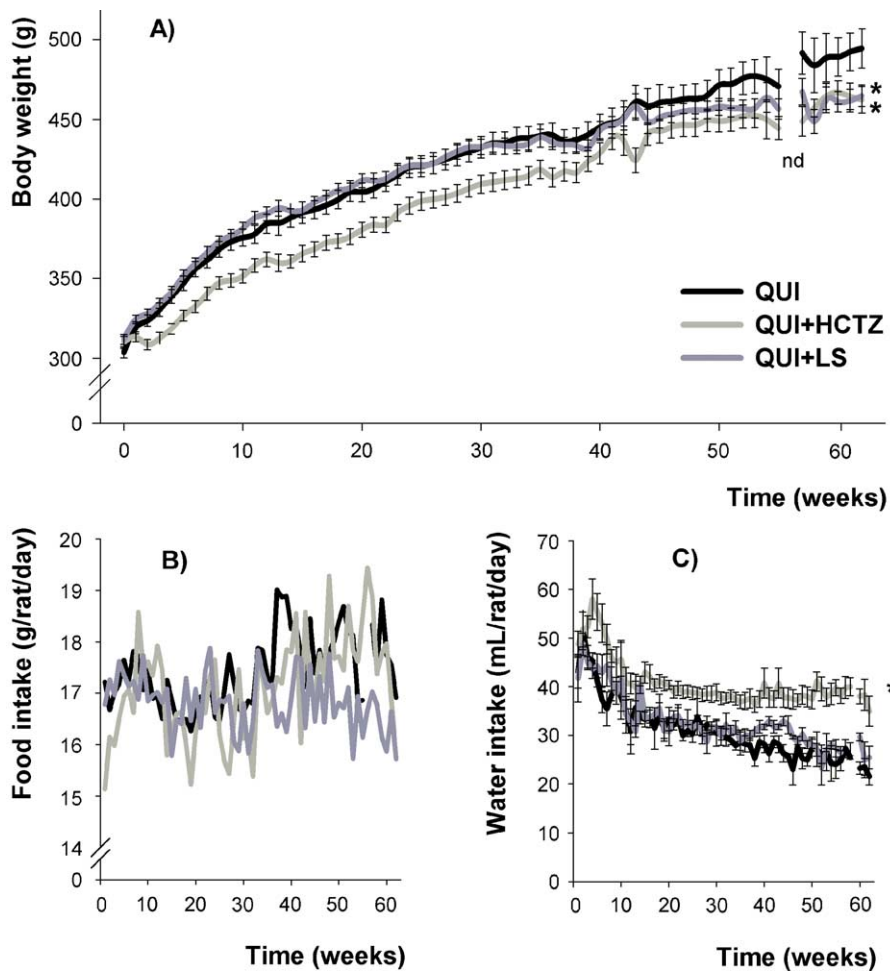 A)
Body weight (g)
500
450
400
350
300
0
*
*
nd
QUI
QUI+HCTZ
QUI+LS
0 10 20 30 40 50 60
Time (weeks)
B)
Food intake (g/rat/day)
20
19
18
17
16
15
14
0
0 10 20 30 40 50 60
Time (weeks)
C)
Water intake (mL/rat/day)
70
60
50
40
30
20
10
0
*
0 10 20 30 40 50 60
Time (weeks)